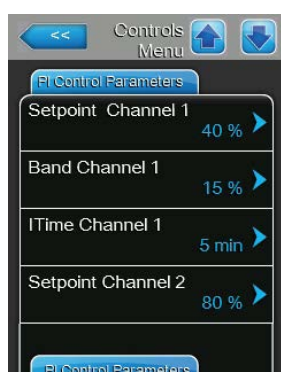 << Controls
Menu
PI Control Parameters
Setpoint Channel 1
40 %
Band Channel 1
15 %
ITime Channel 1
5 min
Setpoint Channel 2
80 %
PI Control Parameters